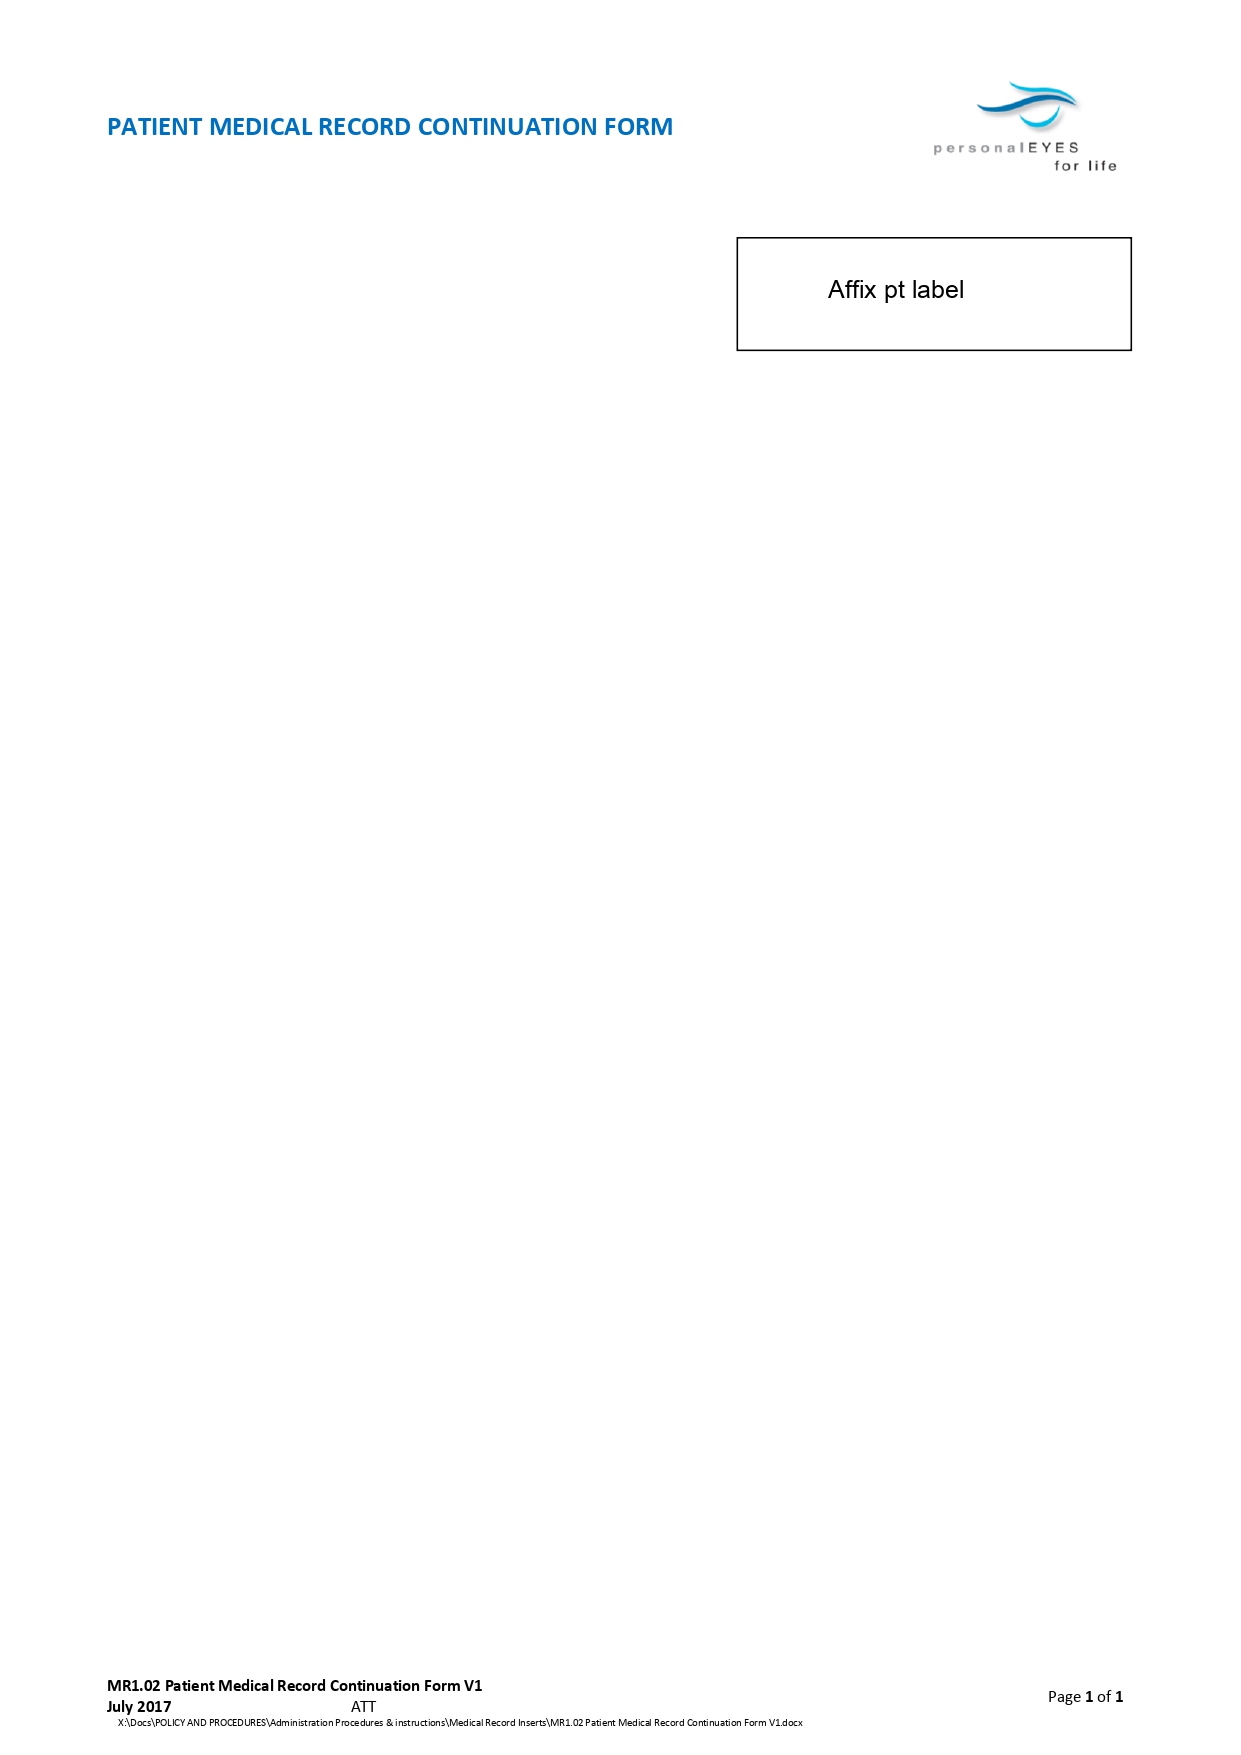 PATIENT MEDICAL RECORD CONTINUATION FORM
personalEYES
for life
Affix pt label
MR1.02 Patient Medical Record Continuation Form V1
July 2017 ATT
Page 1 of 1
X:\Docs\POLICY AND PROCEDURES\Administration Procedures & instructions\Medical Record Inserts\MR1.02 Patient Medical Record Continuation Form V1.docx